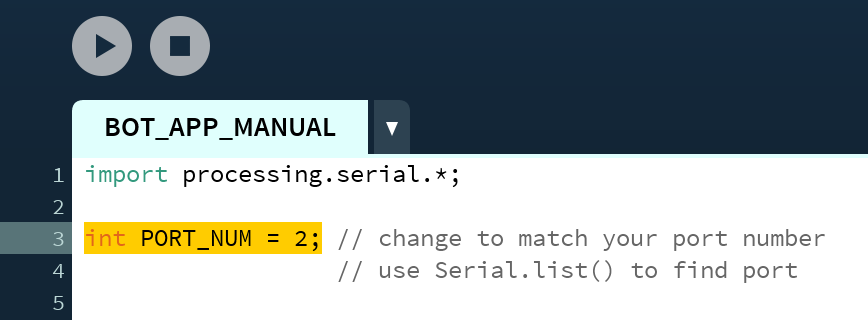 BOT_APP_MANUAL ▼
1 import processing.serial.*;
2
3 int PORT_NUM = 2; // change to match your port number
4 // use Serial.list() to find port
5